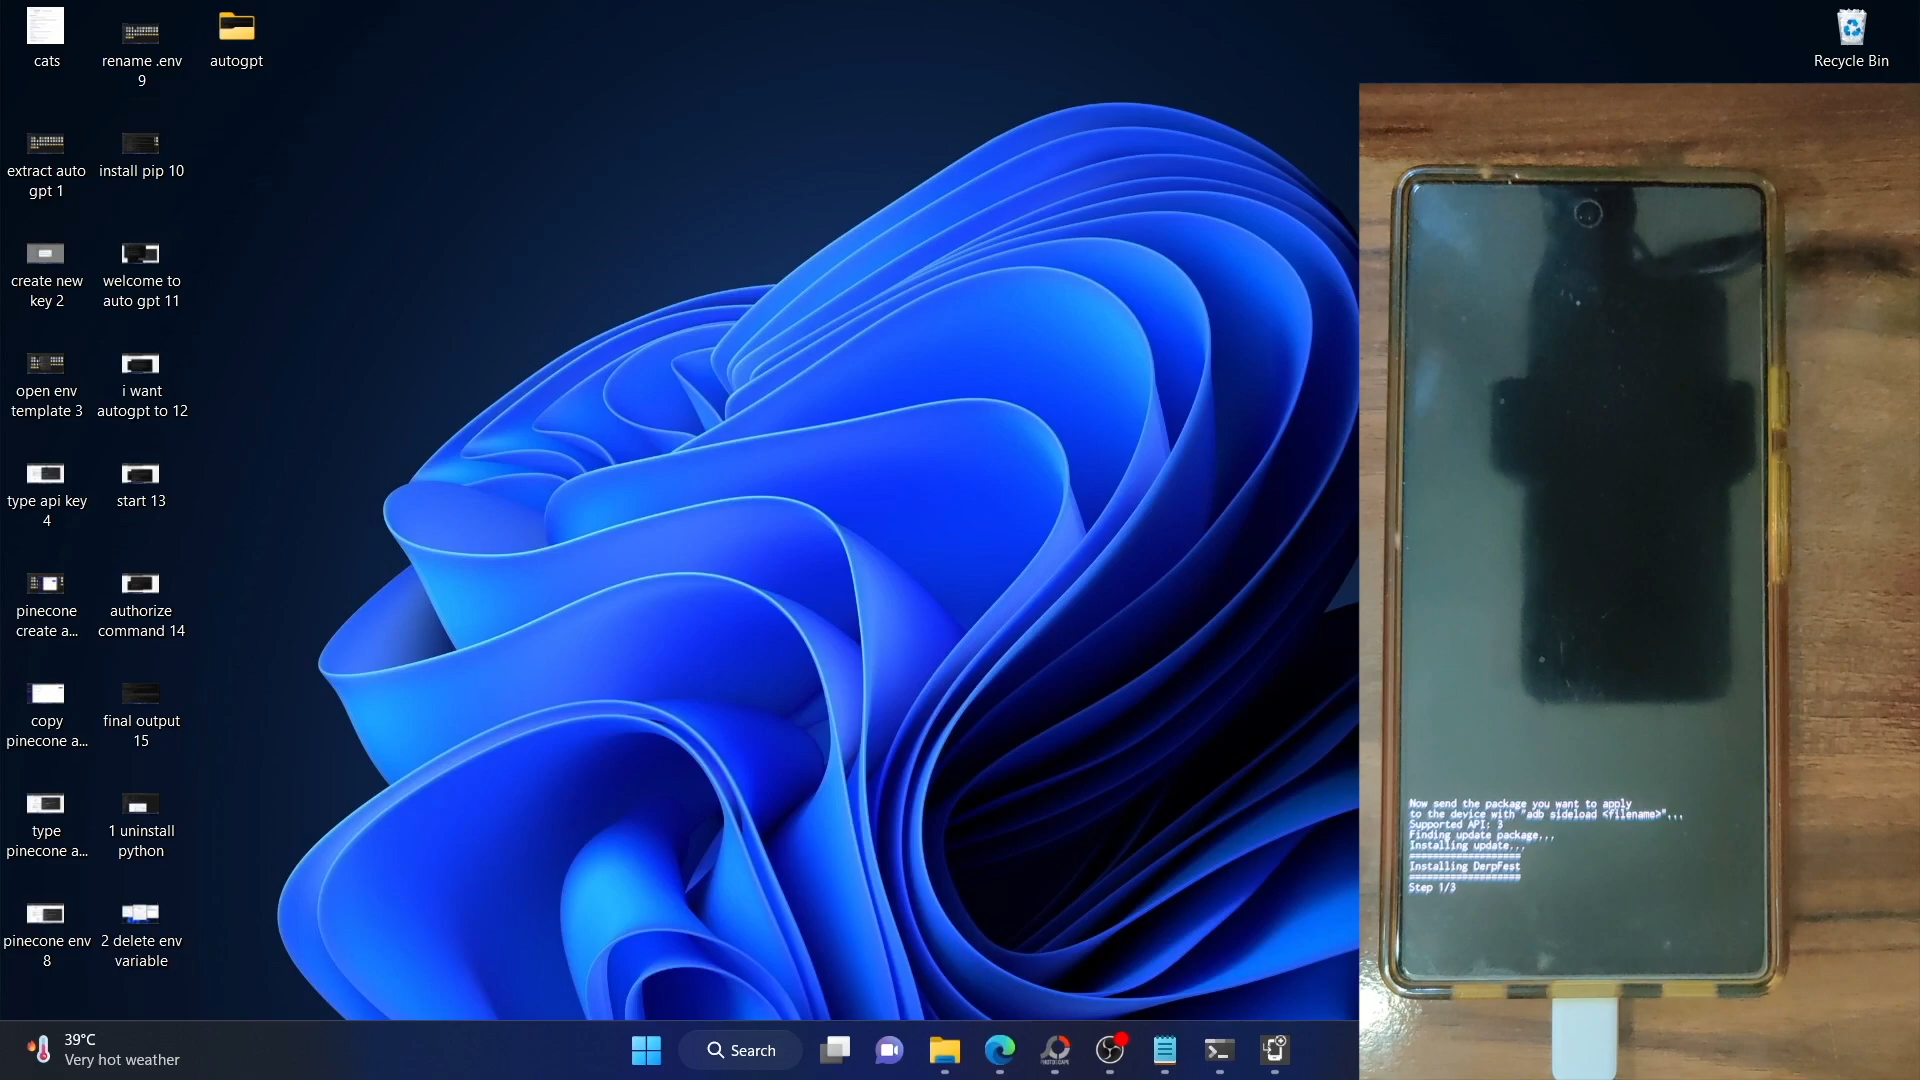 cats
rename .env
9
autogpt
Recycle Bin
extract auto
gpt 1
install pip 10
create new
key 2
welcome to
auto gpt 11
open env
template 3
i want
autogpt to 12
type api key
4
start 13
pinecone
create a...
authorize
command 14
copy
pinecone a...
final output
15
type
pinecone a...
1 uninstall
python
pinecone env
8
2 delete env
variable
Now send the package you want to apply
to the device with "adb sideload <filename>"...
Supported API: 3
Finding update package...
Installing update...
====================
Installing DerpFest
====================
Step 1/3
39°C
Very hot weather
Search